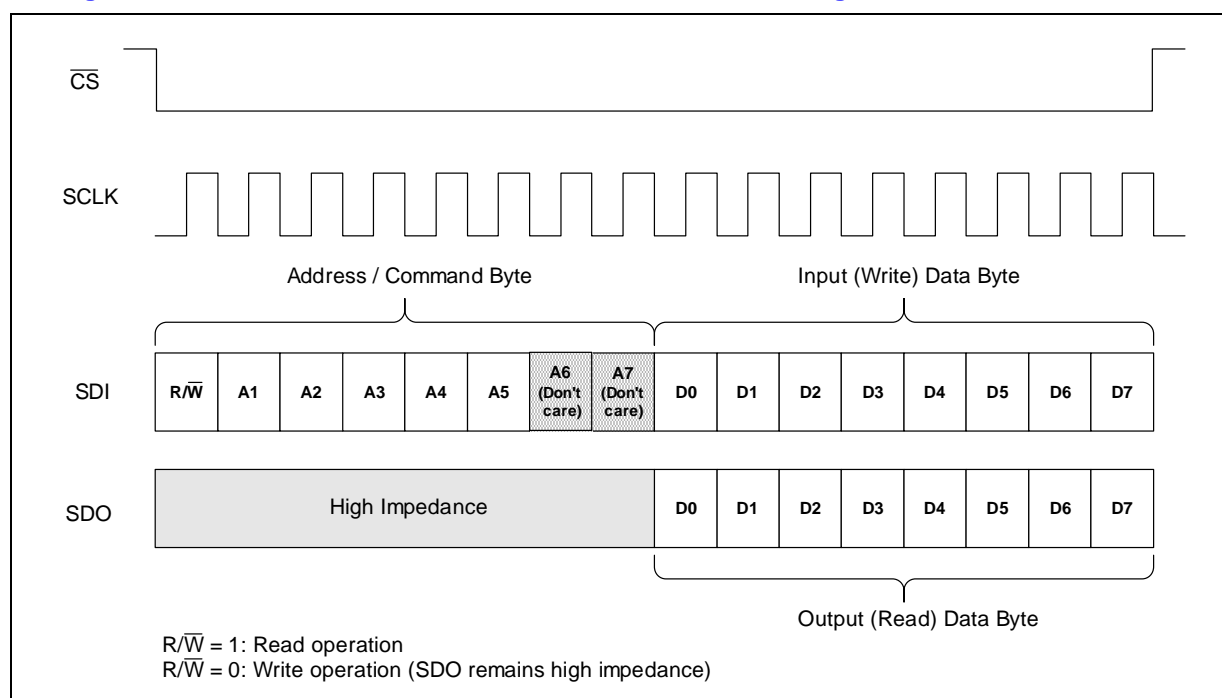 CS
SCLK
Address / Command Byte
Input (Write) Data Byte
SDI
R/W A1 A2 A3 A4 A5 A6 (Don't care) A7 (Don't care) D0 D1 D2 D3 D4 D5 D6 D7
SDO
High Impedance D0 D1 D2 D3 D4 D5 D6 D7
Output (Read) Data Byte
R/W = 1: Read operation
R/W = 0: Write operation (SDO remains high impedance)